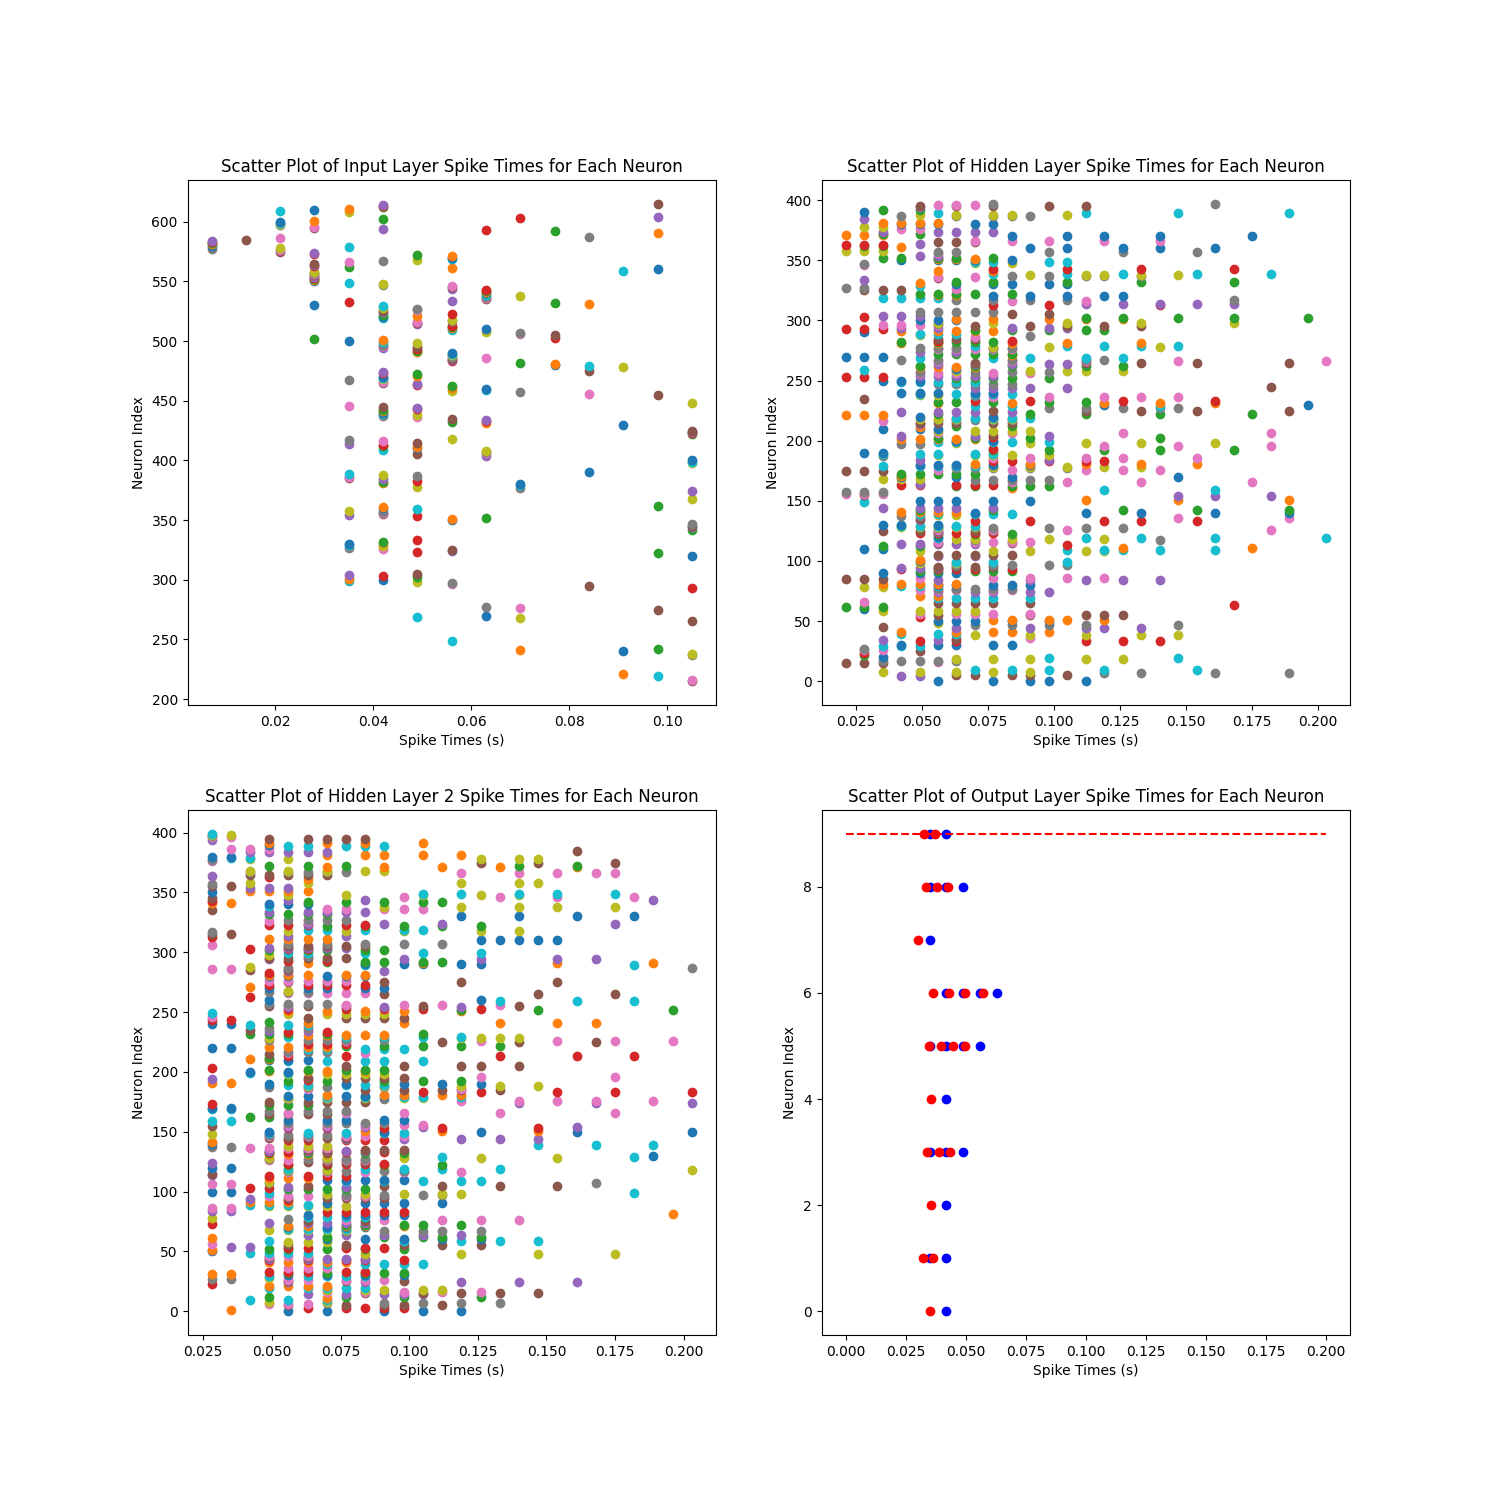 Scatter Plot of Input Layer Spike Times for Each Neuron
Neuron Index
600
550
500
450
400
350
300
250
200
0.02 0.04 0.06 0.08 0.10
Spike Times (s)
Scatter Plot of Hidden Layer Spike Times for Each Neuron
Neuron Index
400
350
300
250
200
150
100
50
0
0.025 0.050 0.075 0.100 0.125 0.150 0.175 0.200
Spike Times (s)
Scatter Plot of Hidden Layer 2 Spike Times for Each Neuron
Neuron Index
400
350
300
250
200
150
100
50
0
0.025 0.050 0.075 0.100 0.125 0.150 0.175 0.200
Spike Times (s)
Scatter Plot of Output Layer Spike Times for Each Neuron
Neuron Index
8
6
4
2
0
0.000 0.025 0.050 0.075 0.100 0.125 0.150 0.175 0.200
Spike Times (s)